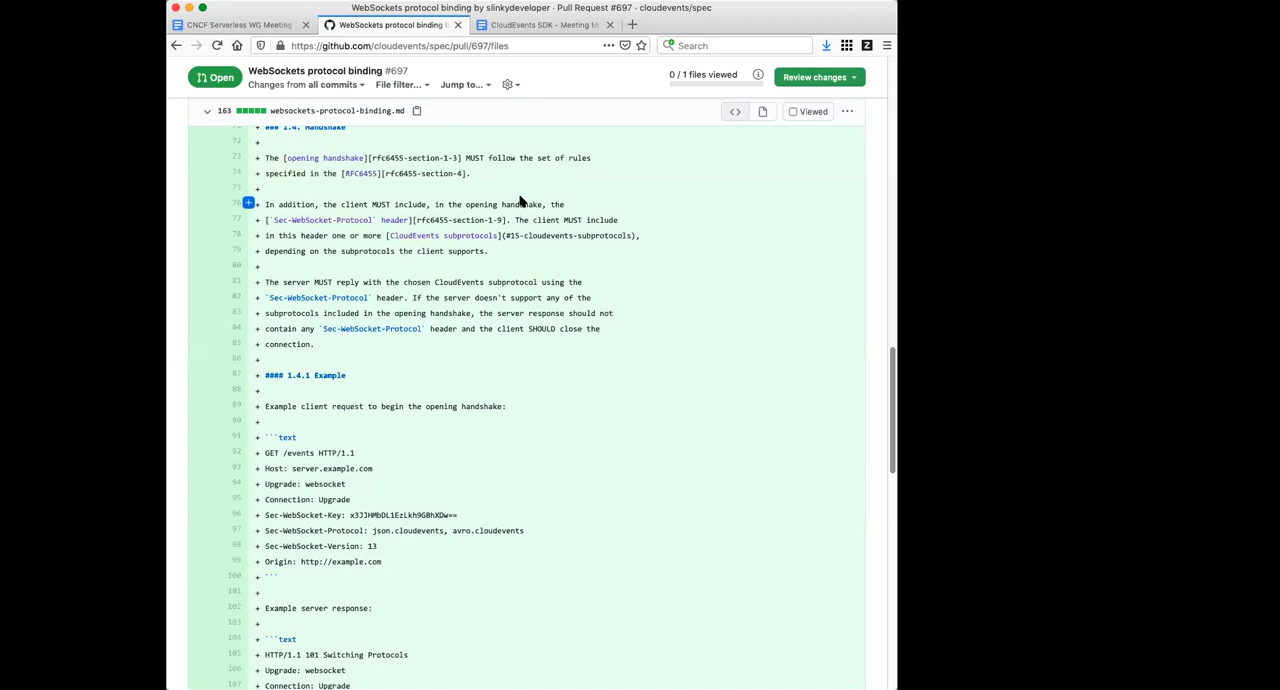 WebSockets protocol binding by slinkydeveloper · Pull Request #697 · cloudevents/spec
CNCF Serverless WG Meeting
WebSockets protocol binding b
CloudEvents SDK - Meeting M
https://github.com/cloudevents/spec/pull/697/files
Search
Open
WebSockets protocol binding #697
Changes from all commits
File filter...
Jump to...
0 / 1 files viewed
Review changes
163
websockets-protocol-binding.md
Viewed
+ ### 1.4. Handshake
72 +
73 + The [opening handshake][rfc6455-section-1-3] MUST follow the set of rules
74 + specified in the [RFC6455][rfc6455-section-4].
75 +
76 + In addition, the client MUST include, in the opening handshake, the
77 + [`Sec-WebSocket-Protocol` header][rfc6455-section-1-9]. The client MUST include
78 + in this header one or more [CloudEvents subprotocols](#15-cloudevents-subprotocols),
79 + depending on the subprotocols the client supports.
80 +
81 + The server MUST reply with the chosen CloudEvents subprotocol using the
82 + `Sec-WebSocket-Protocol` header. If the server doesn't support any of the
83 + subprotocols included in the opening handshake, the server response should not
84 + contain any `Sec-WebSocket-Protocol` header and the client SHOULD close the
85 + connection.
86 +
87 + #### 1.4.1 Example
88 +
89 + Example client request to begin the opening handshake:
90 +
91 + ```text
92 + GET /events HTTP/1.1
93 + Host: server.example.com
94 + Upgrade: websocket
95 + Connection: Upgrade
96 + Sec-WebSocket-Key: x3JJHMbDL1EzLkh9GBhXDw==
97 + Sec-WebSocket-Protocol: json.cloudevents, avro.cloudevents
98 + Sec-WebSocket-Version: 13
99 + Origin: http://example.com
100 + ```
101 +
102 + Example server response:
103 +
104 + ```text
105 + HTTP/1.1 101 Switching Protocols
106 + Upgrade: websocket
107 + Connection: Upgrade